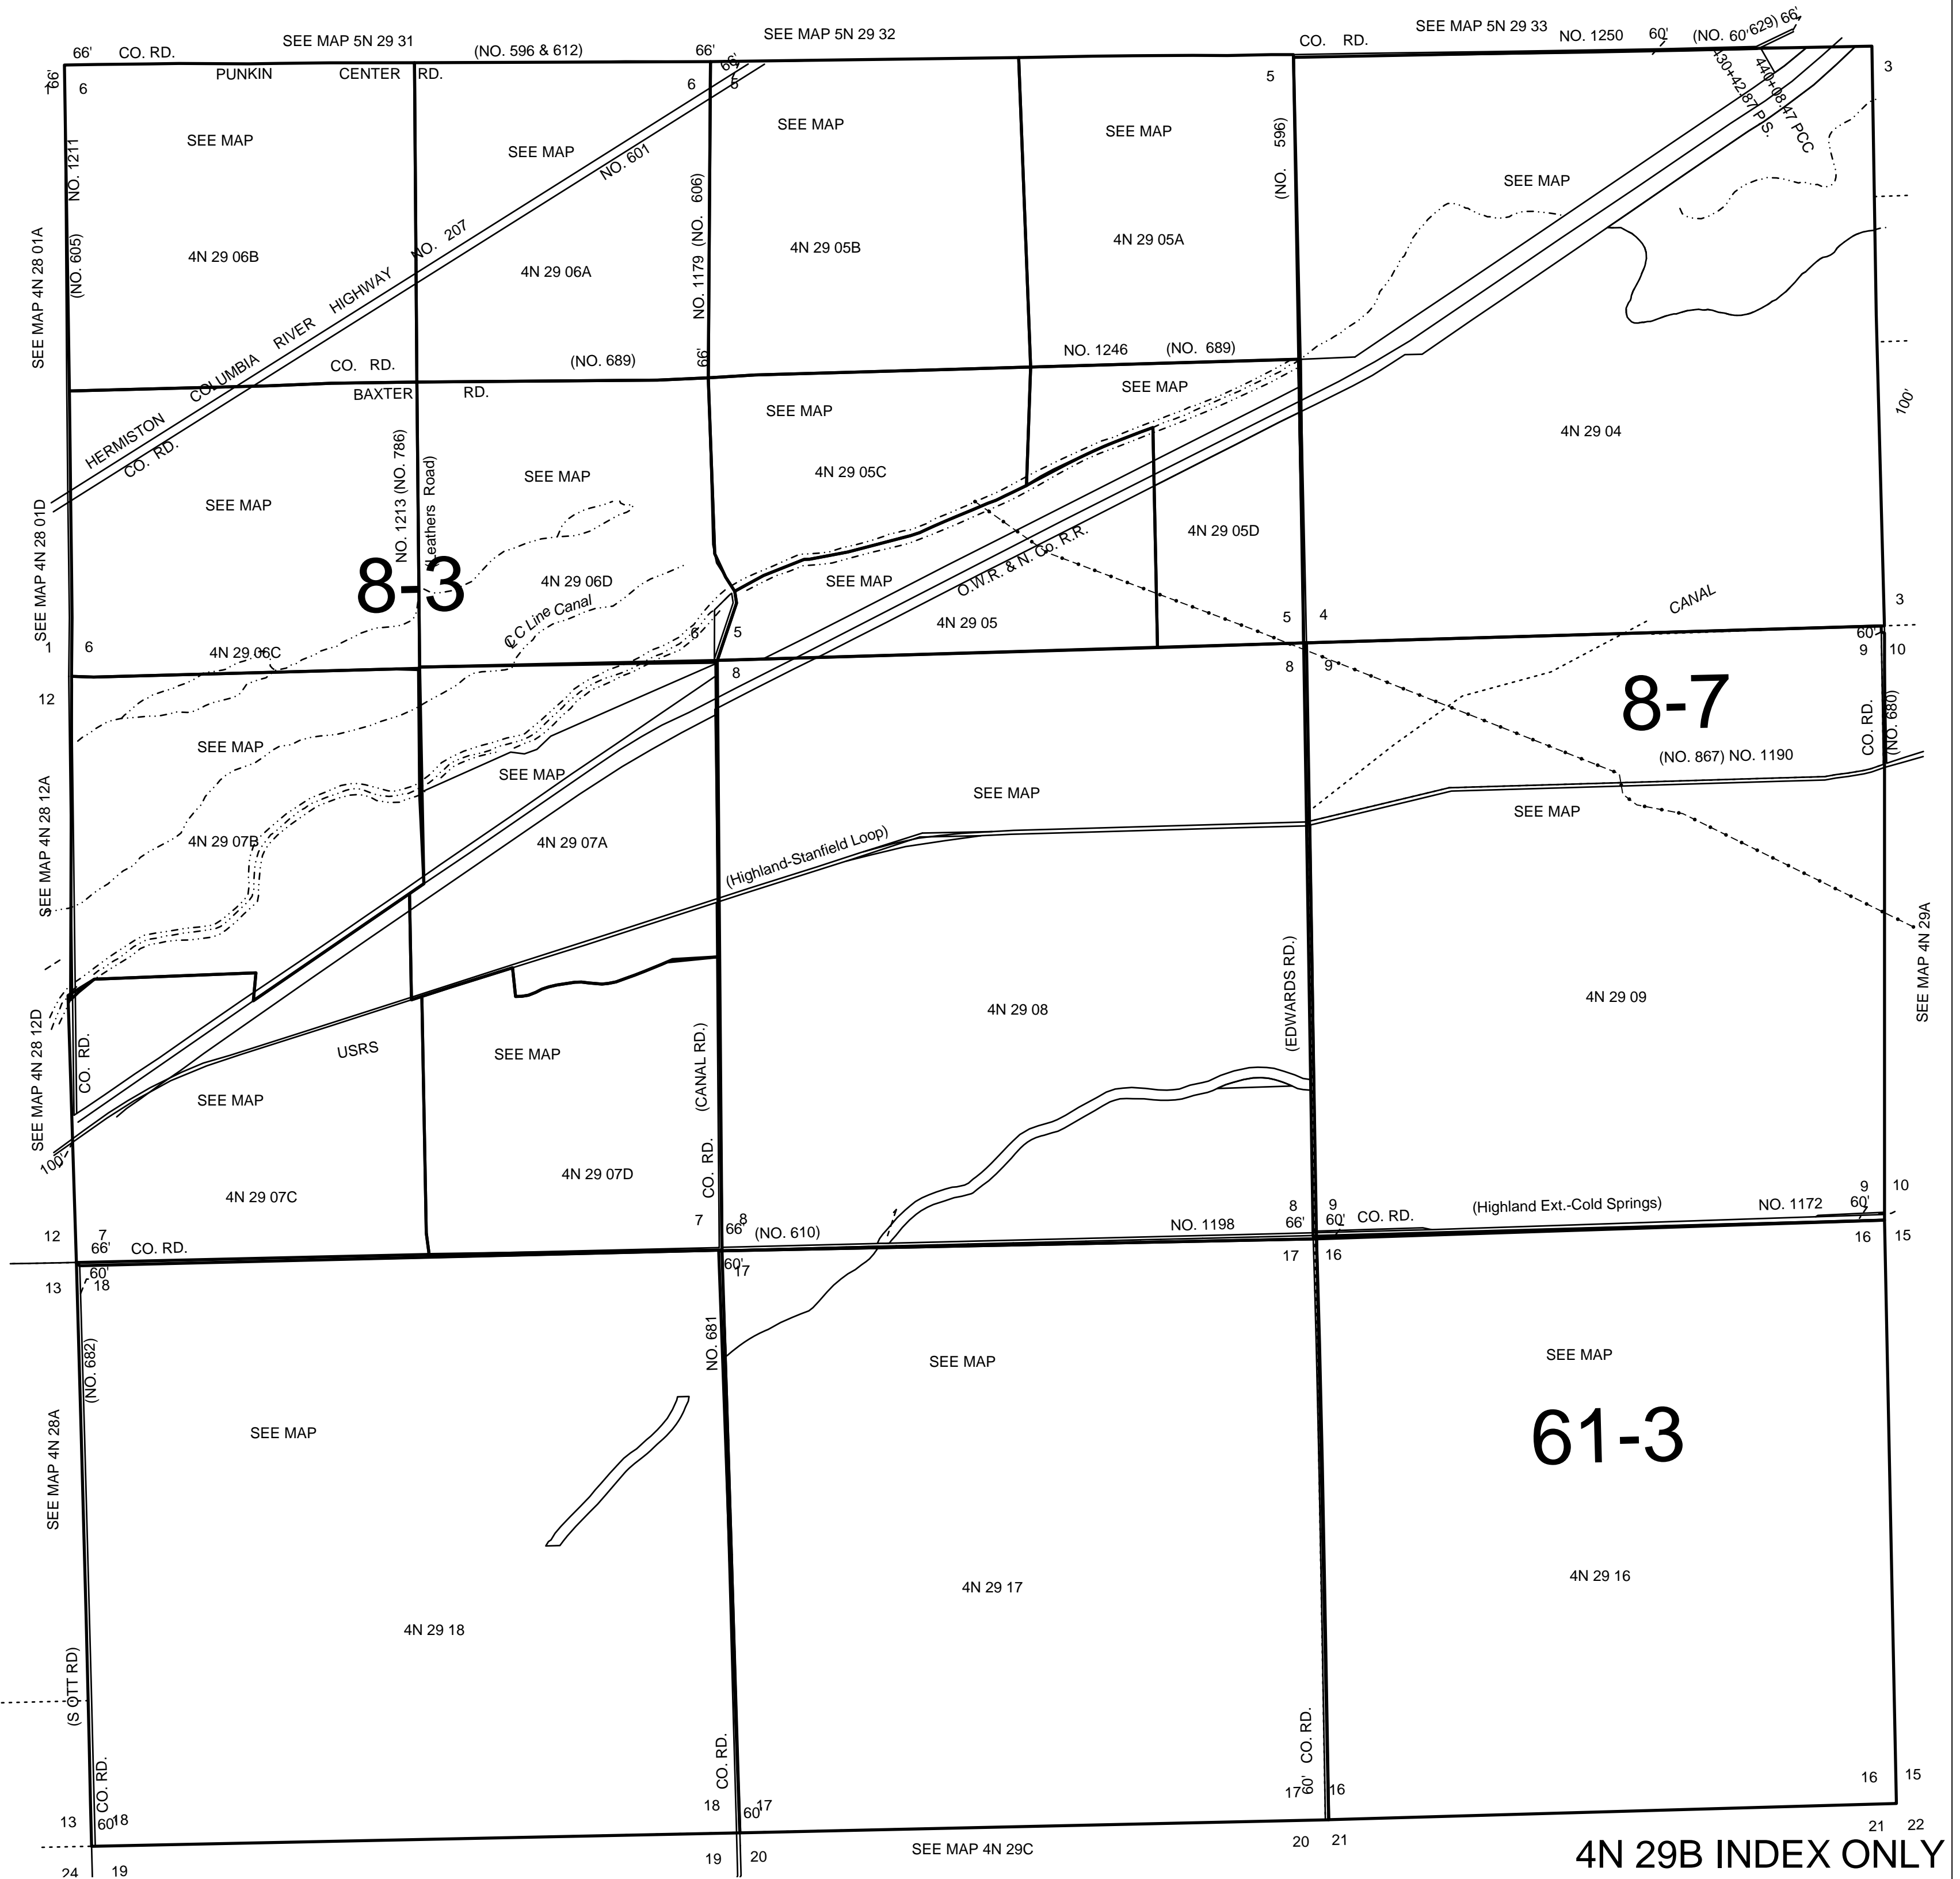 SEE MAP 5N 29 31
SEE MAP 5N 29 32
SEE MAP 5N 29 33
66' CO. RD. (NO. 596 & 612) 66'
CO. RD. NO. 1250 60' (NO. 629) 66'
60'
66'
66'
PUNKIN CENTER RD.
1 6
6 5
5
3
430+42.87 P.S.
440+08.47 PCC
SEE MAP
4N 29 06B
SEE MAP
4N 29 06A
SEE MAP
4N 29 05B
SEE MAP
4N 29 05A
SEE MAP
4N 29 04
NO. 601
NO. 1211
(NO. 605)
SEE MAP 4N 28 01A
NO. 1179 (NO. 606)
66'
(NO. 596)
HERMISTON COLUMBIA RIVER HIGHWAY NO. 207
CO. RD.
CO. RD. (NO. 689)
BAXTER RD.
NO. 1246 (NO. 689)
100'
SEE MAP
4N 29 06C
SEE MAP
4N 29 06D
NO. 1213 (NO. 786)
(Leathers Road)
8-3
C Line Canal
SEE MAP
4N 29 05C
SEE MAP
4N 29 05D
SEE MAP
4N 29 05
O.W.R. & N. Co. R.R.
SEE MAP 4N 28 01D
1 6
6 5
5 4
3
CANAL
60'
12
8
8 9
9 10
8-7
CO. RD.
(NO. 680)
(NO. 867) NO. 1190
SEE MAP
4N 29 07B
SEE MAP
4N 29 07A
SEE MAP
4N 29 08
SEE MAP
4N 29 09
SEE MAP 4N 28 12A
(Highland-Stanfield Loop)
SEE MAP 4N 29A
(EDWARDS RD.)
SEE MAP 4N 28 12D
CO. RD.
USRS
SEE MAP
4N 29 07C
SEE MAP
4N 29 07D
(CANAL RD.)
CO. RD.
100'
12 7
7 8
8 9
9 10
66' CO. RD.
66' (NO. 610) NO. 1198 66'
60' CO. RD. (Highland Ext.-Cold Springs) NO. 1172 60'
13 60' 18
60' 17
17 16
16 15
(NO. 682)
NO. 681
SEE MAP 4N 28A
SEE MAP
4N 29 18
SEE MAP
4N 29 17
SEE MAP
61-3
4N 29 16
(S OTT RD)
CO. RD.
CO. RD.
60' CO. RD.
13 60' 18
18 60' 17
17 16
16 15
24 19
19 20
SEE MAP 4N 29C
20 21
21 22
4N 29B INDEX ONLY